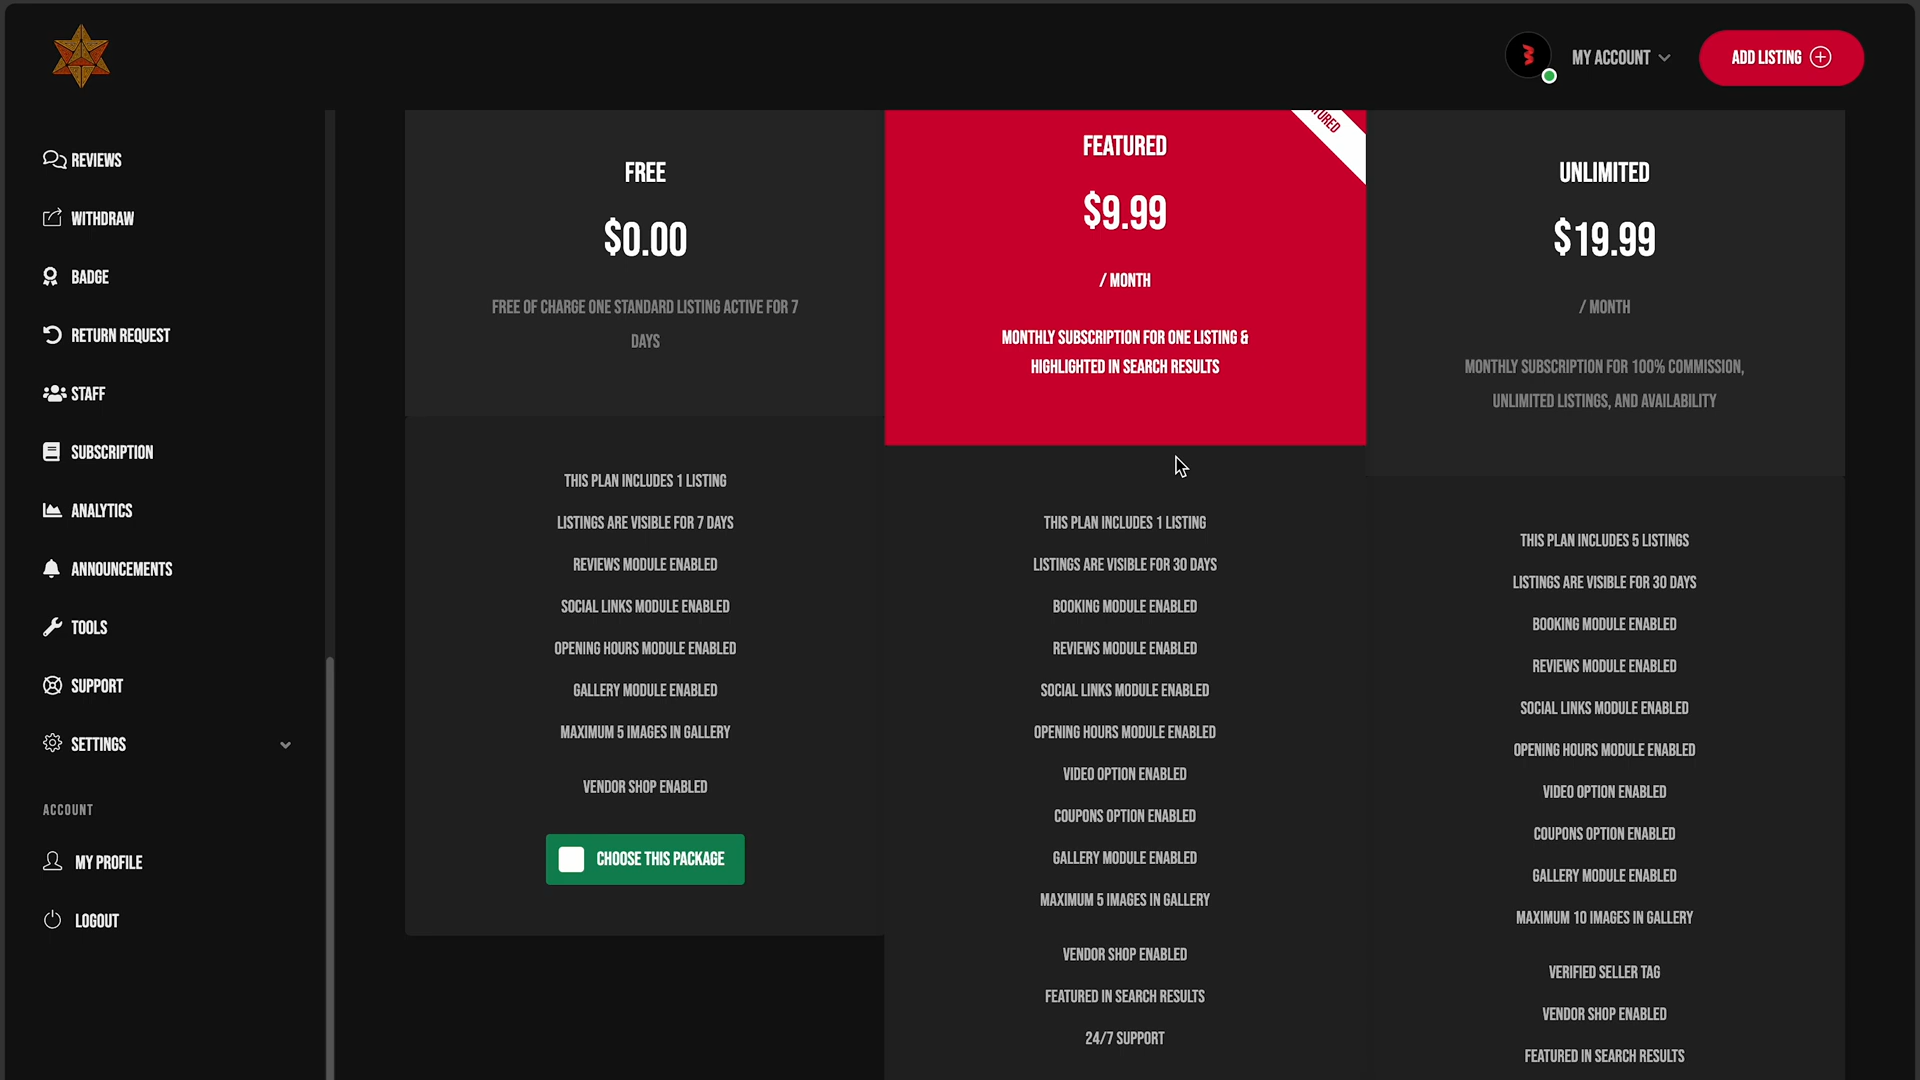 MY ACCOUNT
ADD LISTING
REVIEWS
WITHDRAW
BADGE
RETURN REQUEST
STAFF
SUBSCRIPTION
ANALYTICS
ANNOUNCEMENTS
TOOLS
SUPPORT
SETTINGS
ACCOUNT
MY PROFILE
LOGOUT
FREE
$0.00
FREE OF CHARGE ONE STANDARD LISTING ACTIVE FOR 7
DAYS
THIS PLAN INCLUDES 1 LISTING
LISTINGS ARE VISIBLE FOR 7 DAYS
REVIEWS MODULE ENABLED
SOCIAL LINKS MODULE ENABLED
OPENING HOURS MODULE ENABLED
GALLERY MODULE ENABLED
MAXIMUM 5 IMAGES IN GALLERY
VENDOR SHOP ENABLED
CHOOSE THIS PACKAGE
FEATURED
$9.99
/ MONTH
MONTHLY SUBSCRIPTION FOR ONE LISTING &
HIGHLIGHTED IN SEARCH RESULTS
THIS PLAN INCLUDES 1 LISTING
LISTINGS ARE VISIBLE FOR 30 DAYS
BOOKING MODULE ENABLED
REVIEWS MODULE ENABLED
SOCIAL LINKS MODULE ENABLED
OPENING HOURS MODULE ENABLED
VIDEO OPTION ENABLED
COUPONS OPTION ENABLED
GALLERY MODULE ENABLED
MAXIMUM 5 IMAGES IN GALLERY
VENDOR SHOP ENABLED
FEATURED IN SEARCH RESULTS
24/7 SUPPORT
UNLIMITED
$19.99
/ MONTH
MONTHLY SUBSCRIPTION FOR 100% COMMISSION,
UNLIMITED LISTINGS, AND AVAILABILITY
THIS PLAN INCLUDES 5 LISTINGS
LISTINGS ARE VISIBLE FOR 30 DAYS
BOOKING MODULE ENABLED
REVIEWS MODULE ENABLED
SOCIAL LINKS MODULE ENABLED
OPENING HOURS MODULE ENABLED
VIDEO OPTION ENABLED
COUPONS OPTION ENABLED
GALLERY MODULE ENABLED
MAXIMUM 10 IMAGES IN GALLERY
VERIFIED SELLER TAG
VENDOR SHOP ENABLED
FEATURED IN SEARCH RESULTS